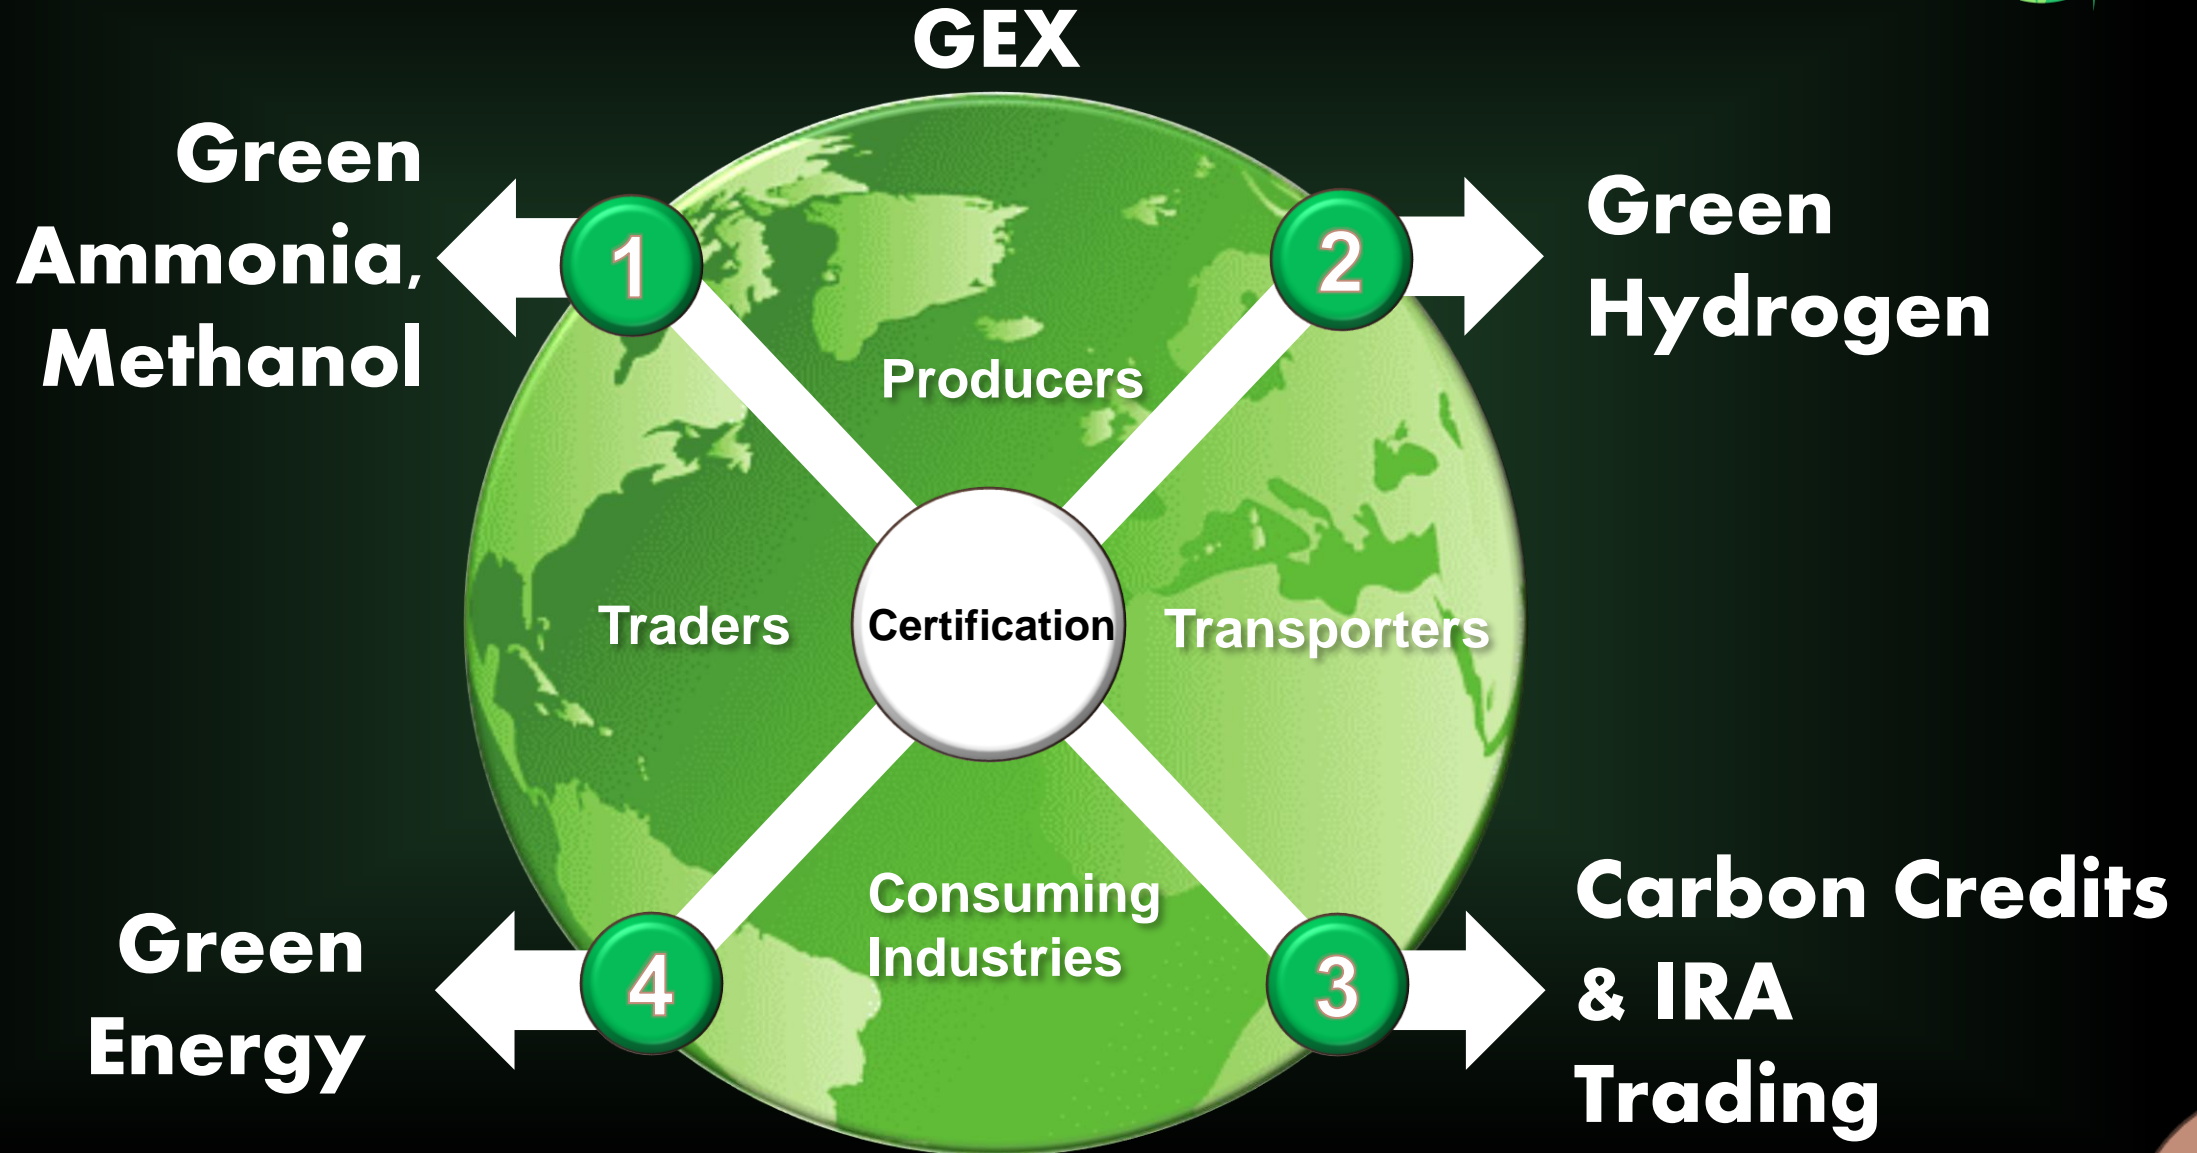 GEX
Green
Ammonia,
Methanol
1
2
Green
Hydrogen
Producers
Traders
Certification
Transporters
Consuming
Industries
Green
Energy
4
3
Carbon Credits
& IRA
Trading